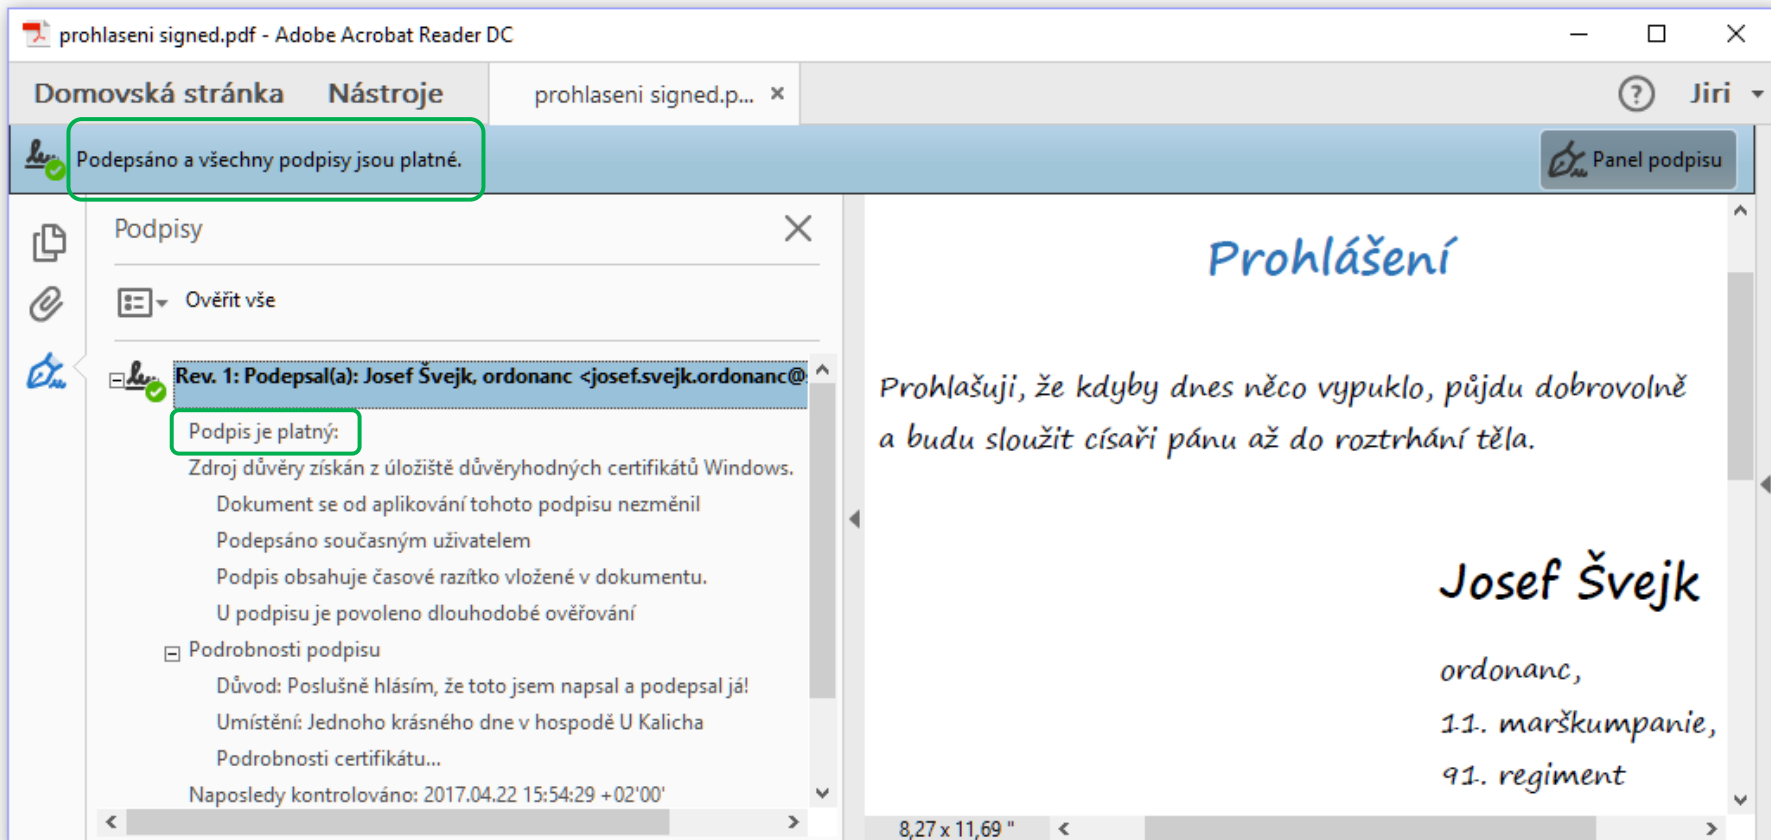 prohlaseni signed.pdf - Adobe Acrobat Reader DC
Domovská stránka Nástroje prohlaseni signed.p... × ? Jiri
Podepsáno a všechny podpisy jsou platné. Panel podpisu
Podpisy
Ověřit vše
Rev. 1: Podepsal(a): Josef Švejk, ordonanc <josef.svejk.ordonanc@
Podpis je platný:
Zdroj důvěry získán z úložiště důvěryhodných certifikátů Windows.
Dokument se od aplikování tohoto podpisu nezměnil
Podepsáno současným uživatelem
Podpis obsahuje časové razítko vložené v dokumentu.
U podpisu je povoleno dlouhodobé ověřování
Podrobnosti podpisu
Důvod: Poslušně hlásím, že toto jsem napsal a podepsal já!
Umístění: Jednoho krásného dne v hospodě U Kalicha
Podrobnosti certifikátu...
Naposledy kontrolováno: 2017.04.22 15:54:29 +02'00'
Prohlášení
Prohlašuji, že kdyby dnes něco vypuklo, půjdu dobrovolně
a budu sloužit císaři pánu až do roztrhání těla.
Josef Švejk
ordonanc,
11. marškumpanie,
91. regiment
8,27 x 11,69 "